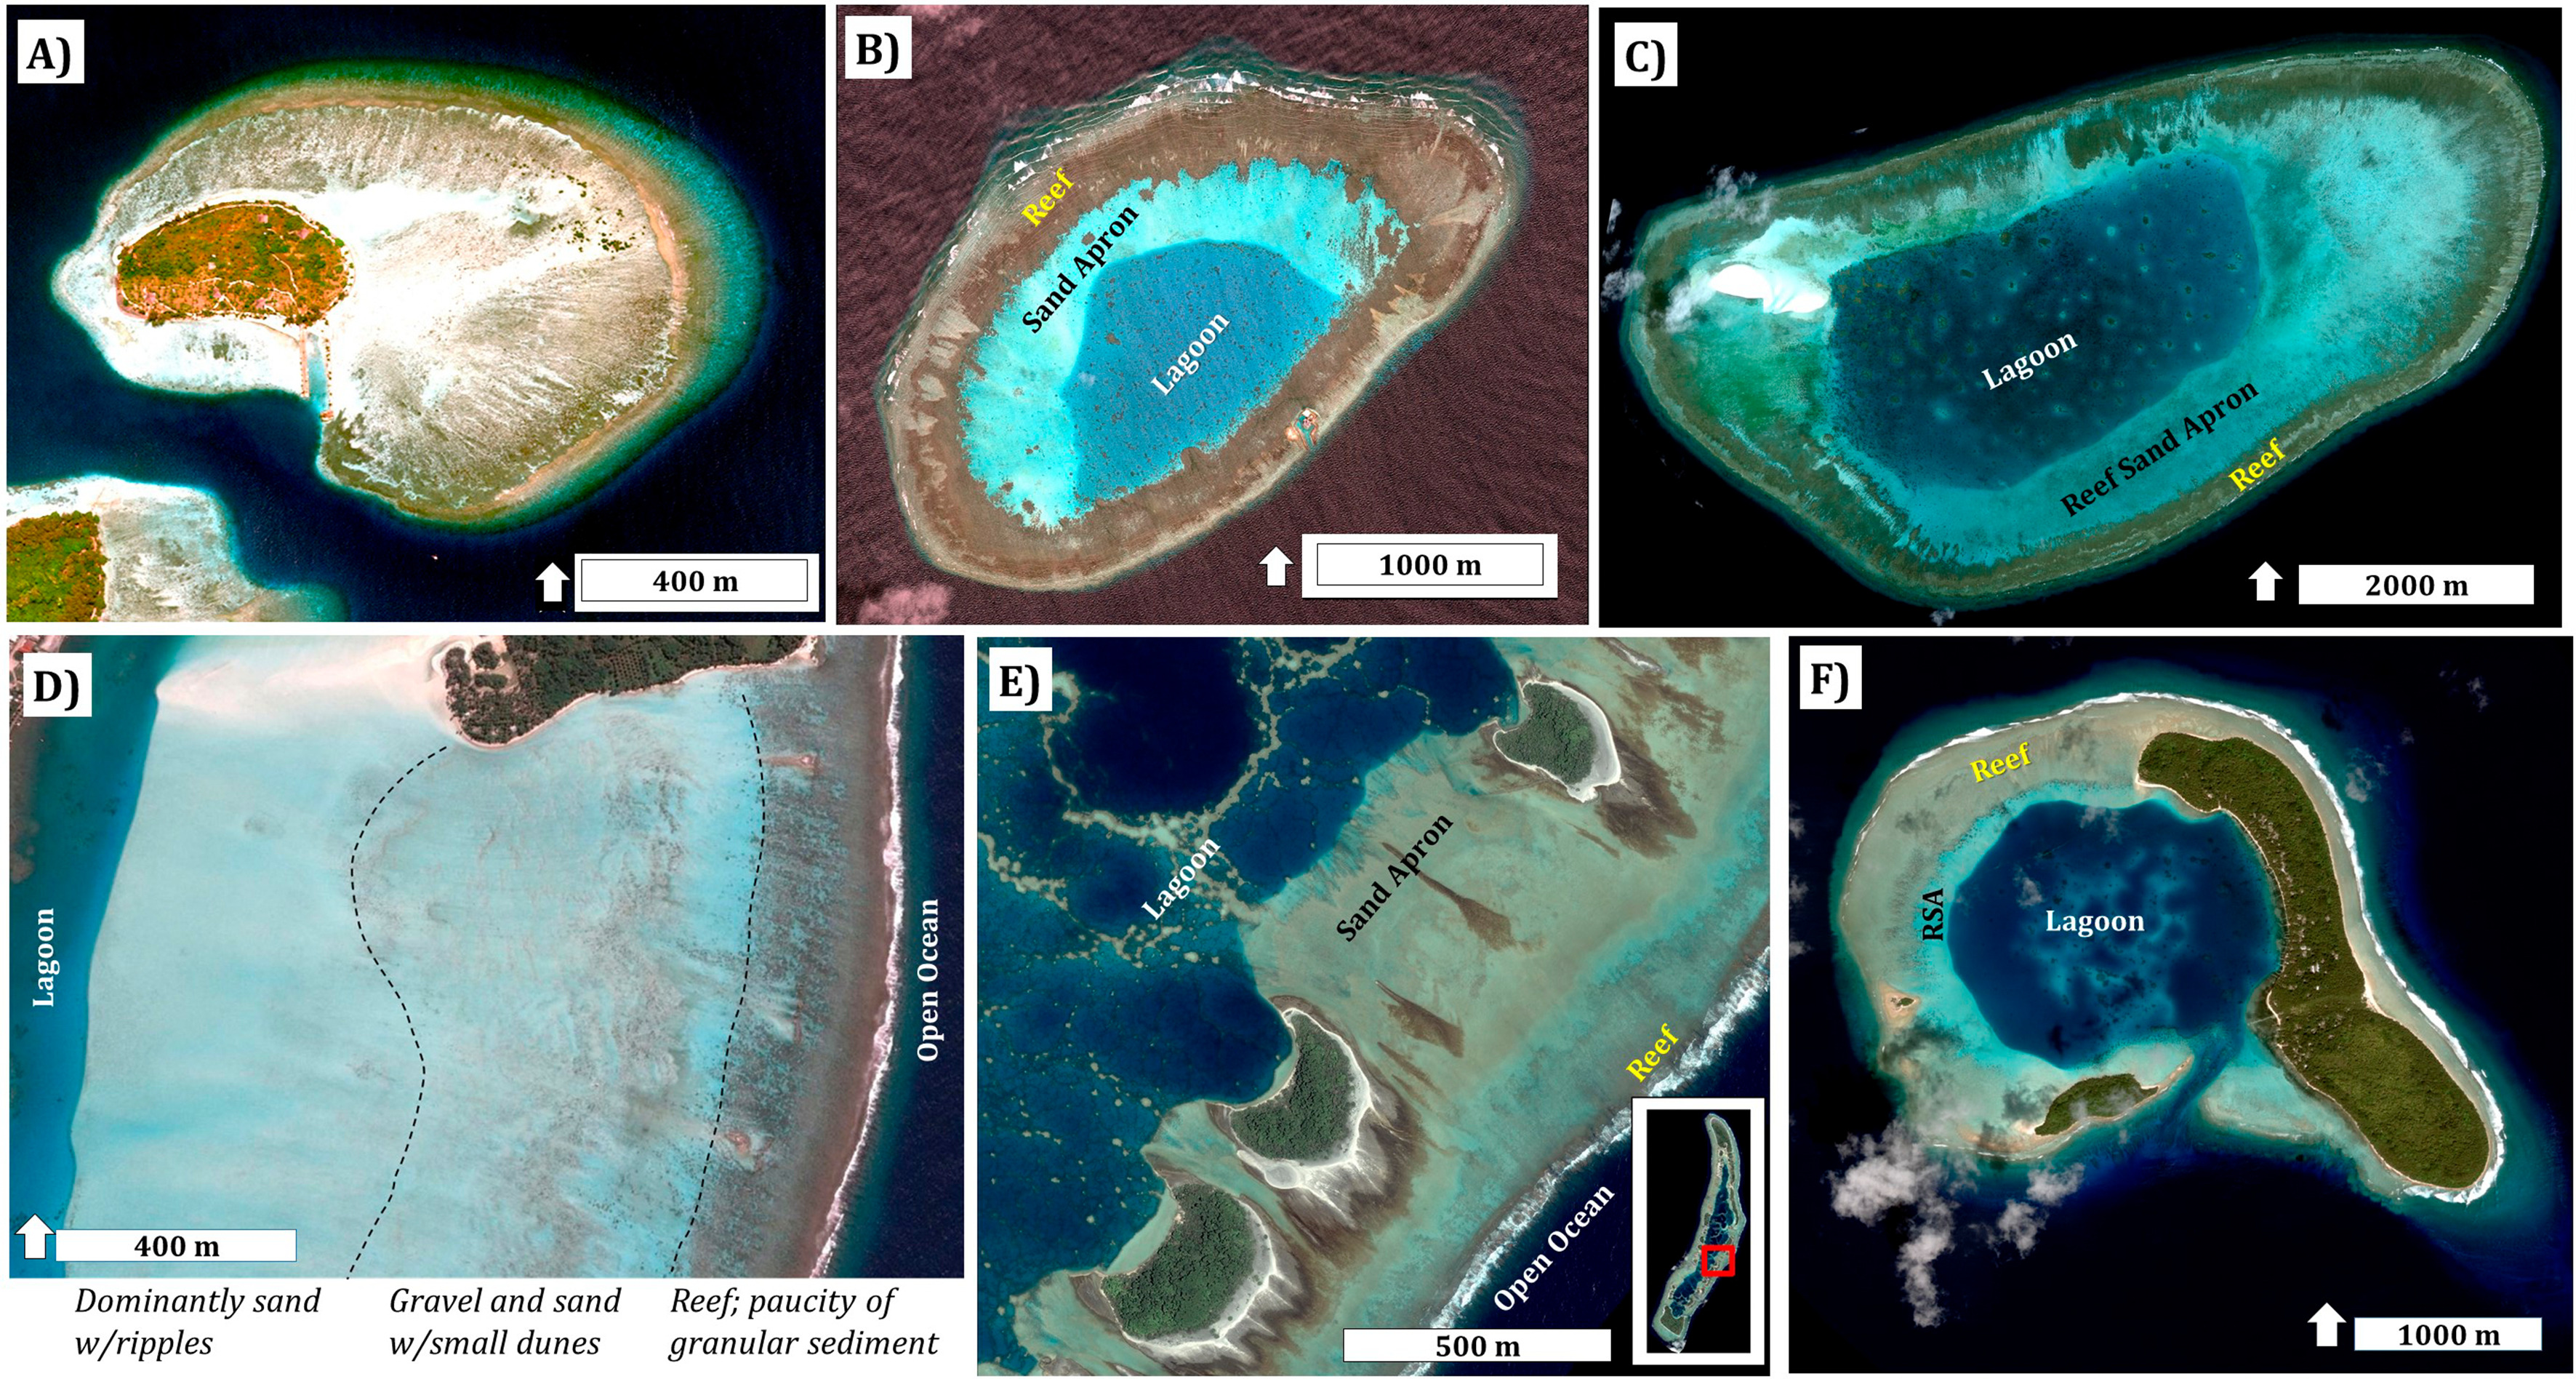 A)
400 m
B)
Reef
Sand Apron
Lagoon
1000 m
C)
Lagoon
Reef Sand Apron
Reef
2000 m
D)
Lagoon
Open Ocean
400 m
Dominantly sand
w/ripples
Gravel and sand
w/small dunes
Reef; paucity of
granular sediment
E)
Lagoon
Sand Apron
Reef
Open Ocean
500 m
F)
Reef
RSA
Lagoon
1000 m